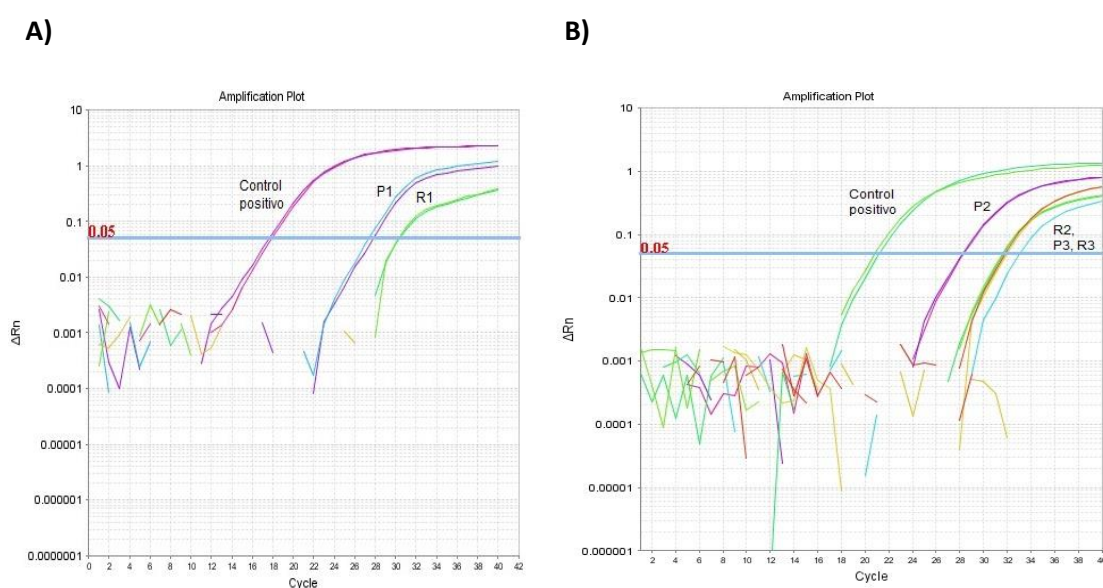 A)
Amplification Plot
10
1
0.1
0.05
0.01
0.001
0.0001
0.00001
0.000001
0.0000001
ΔRn
Control
positivo
P1
R1
0 2 4 6 8 10 12 14 16 18 20 22 24 26 28 30 32 34 36 38 40 42
Cycle
B)
Amplification Plot
10
1
0.1
0.05
0.01
0.001
0.0001
0.00001
0.000001
ΔRn
Control
positivo
P2
R2,
P3, R3
2 4 6 8 10 12 14 16 18 20 22 24 26 28 30 32 34 36 38 40
Cycle